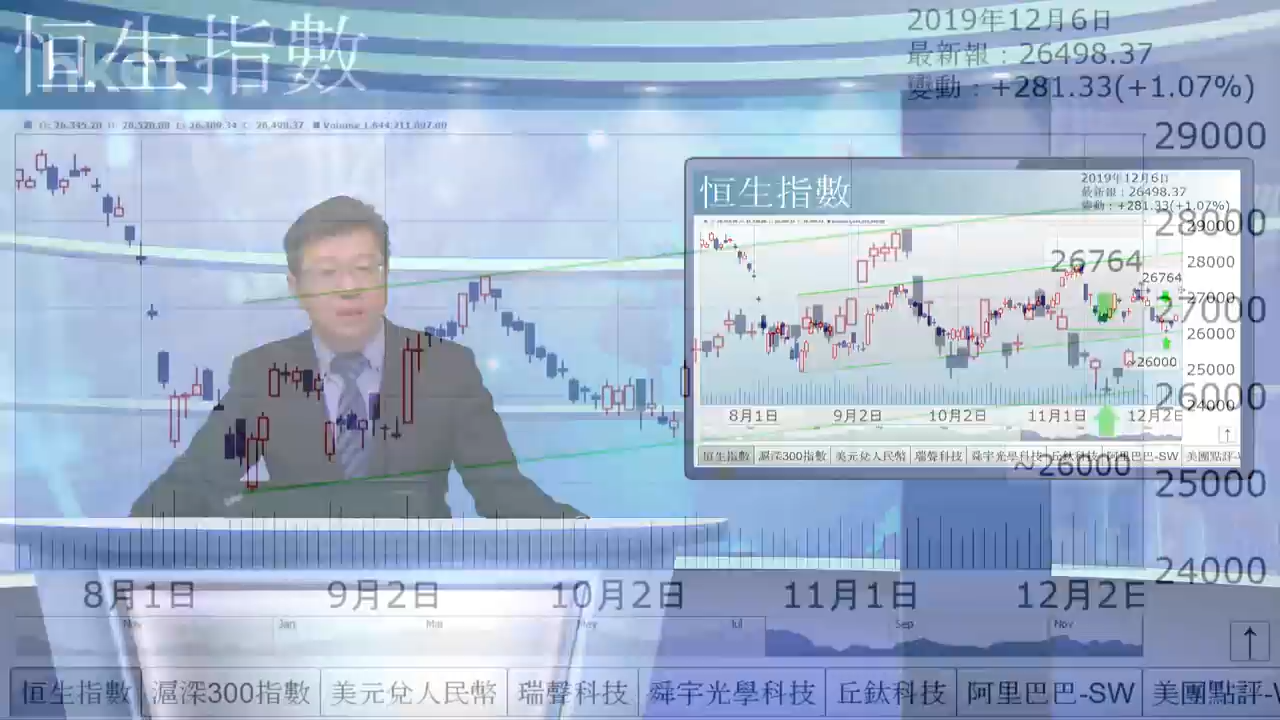 恒生指數
2019年12月6日
最新報：26498.37
變動：+281.33(+1.07%)
29000
28000
27000
26000
25000
24000
26764
~26000
8月1日 9月2日 10月2日 11月1日 12月2日
Nov Jan Mar May Jul Sep Nov
恒生指數 滬深300指數 美元兌人民幣 瑞聲科技 舜宇光學科技 丘鈦科技 阿里巴巴-SW 美團點評-
恒生指數
2019年12月6日
最新報：26498.37
變動：+281.33(+1.07%)
29000
28000
27000
26000
25000
24000
26764
~26000
8月1日 9月2日 10月2日 11月1日 12月2日
恒生指數 滬深300指數 美元兌人民幣 瑞聲科技 舜宇光學科技 丘鈦科技 阿里巴巴-SW 美團點評-